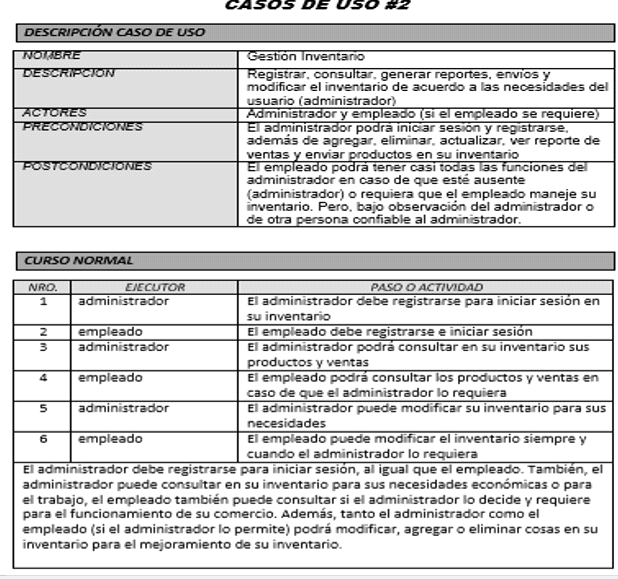 CASOS DE USO #2
DESCRIPCIÓN CASO DE USO
NOMBRE
Gestión Inventario
DESCRIPCION
Registrar, consultar, generar reportes, envíos y
modificar el inventario de acuerdo a las necesidades del
usuario (administrador)
ACTORES
Administrador y empleado (si el empleado se requiere)
PRECONDICIONES
El administrador podrá iniciar sesión y registrarse,
además de agregar, eliminar, actualizar, ver reporte de
ventas y enviar productos en su inventario
POSTCONDICIONES
El empleado podrá tener casi todas las funciones del
administrador en caso de que esté ausente
(administrador) o requiera que el empleado maneje su
inventario. Pero, bajo observación del administrador o
de otra persona confiable al administrador.
CURSO NORMAL
NRO. EJECUTOR PASO O ACTIVIDAD
1 administrador El administrador debe registrarse para iniciar sesión en
su inventario
2 empleado El empleado debe registrarse e iniciar sesión
3 administrador El administrador podrá consultar en su inventario sus
productos y ventas
4 empleado El empleado podrá consultar los productos y ventas en
caso de que el administrador lo requiera
5 administrador El administrador puede modificar su inventario para sus
necesidades
6 empleado El empleado puede modificar el inventario siempre y
cuando el administrador lo requiera
El administrador debe registrarse para iniciar sesión, al igual que el empleado. También, el
administrador puede consultar en su inventario para sus necesidades económicas o para
el trabajo, el empleado también puede consultar si el administrador lo decide y requiere
para el funcionamiento de su comercio. Además, tanto el administrador como el
empleado (si el administrador lo permite) podrá modificar, agregar o eliminar cosas en su
inventario para el mejoramiento de su inventario.